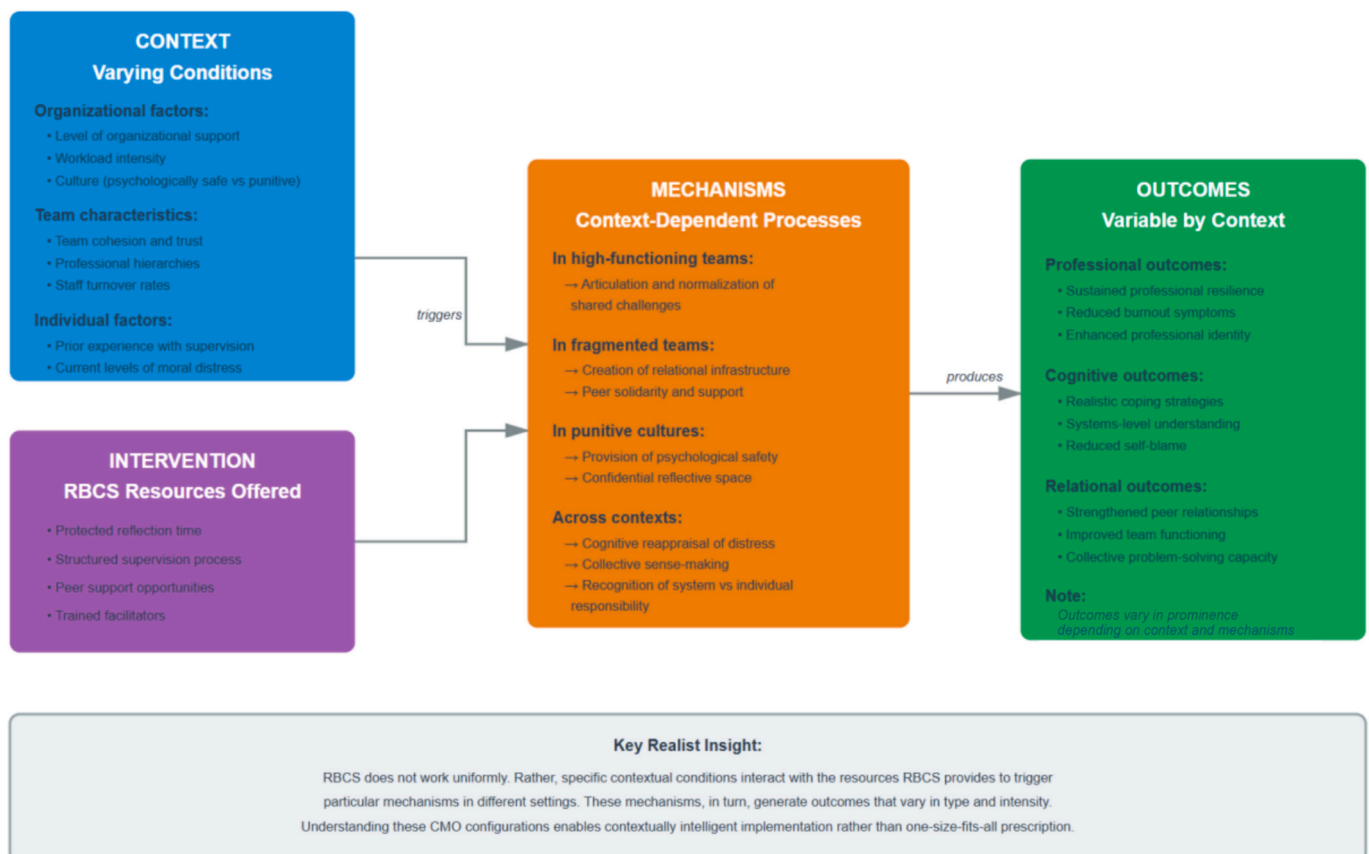 CONTEXT
Varying Conditions
Organizational factors:
• Level of organizational support
• Workload intensity
• Culture (psychologically safe vs punitive)
Team characteristics:
• Team cohesion and trust
• Professional hierarchies
• Staff turnover rates
Individual factors:
• Prior experience with supervision
• Current levels of moral distress
INTERVENTION
RBCS Resources Offered
• Protected reflection time
• Structured supervision process
• Peer support opportunities
• Trained facilitators
triggers
MECHANISMS
Context-Dependent Processes
In high-functioning teams:
→ Articulation and normalization of
shared challenges
In fragmented teams:
→ Creation of relational infrastructure
→ Peer solidarity and support
In punitive cultures:
→ Provision of psychological safety
→ Confidential reflective space
Across contexts:
→ Cognitive reappraisal of distress
→ Collective sense-making
→ Recognition of system vs individual
responsibility
produces
OUTCOMES
Variable by Context
Professional outcomes:
• Sustained professional resilience
• Reduced burnout symptoms
• Enhanced professional identity
Cognitive outcomes:
• Realistic coping strategies
• Systems-level understanding
• Reduced self-blame
Relational outcomes:
• Strengthened peer relationships
• Improved team functioning
• Collective problem-solving capacity
Note:
Outcomes vary in prominence
depending on context and mechanisms
Key Realist Insight:
RBCS does not work uniformly. Rather, specific contextual conditions interact with the resources RBCS provides to trigger
particular mechanisms in different settings. These mechanisms, in turn, generate outcomes that vary in type and intensity.
Understanding these CMO configurations enables contextually intelligent implementation rather than one-size-fits-all prescription.